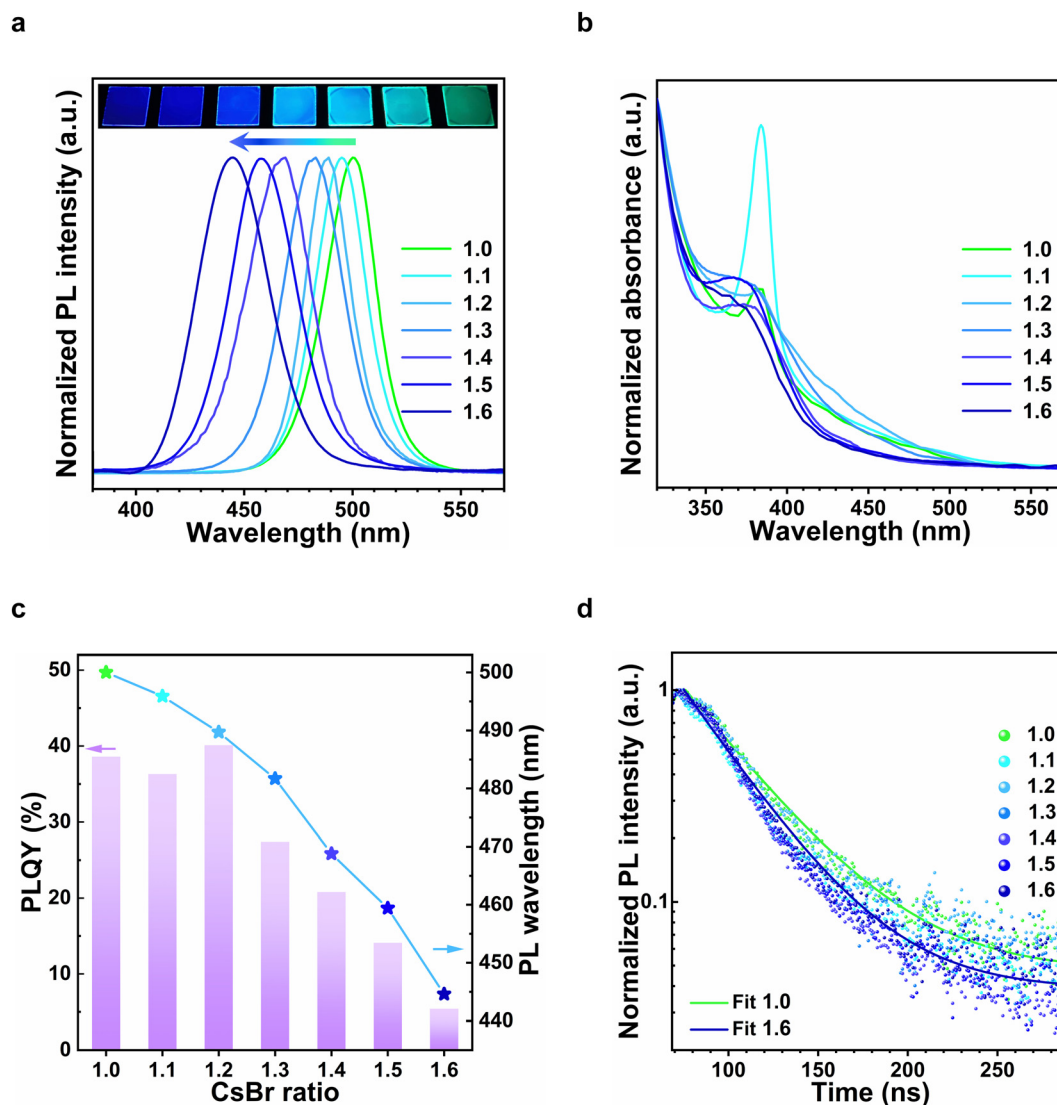 a
Normalized PL intensity (a.u.)
1.0
1.1
1.2
1.3
1.4
1.5
1.6
400 450 500 550
Wavelength (nm)
b
Normalized absorbance (a.u.)
1.0
1.1
1.2
1.3
1.4
1.5
1.6
350 400 450 500 550
Wavelength (nm)
c
PLQY (%)
50
40
30
20
10
0
500
490
480
470
460
450
440
PL wavelength (nm)
1.0 1.1 1.2 1.3 1.4 1.5 1.6
CsBr ratio
d
Normalized PL intensity (a.u.)
1
0.1
1.0
1.1
1.2
1.3
1.4
1.5
1.6
Fit 1.0
Fit 1.6
100 150 200 250
Time (ns)